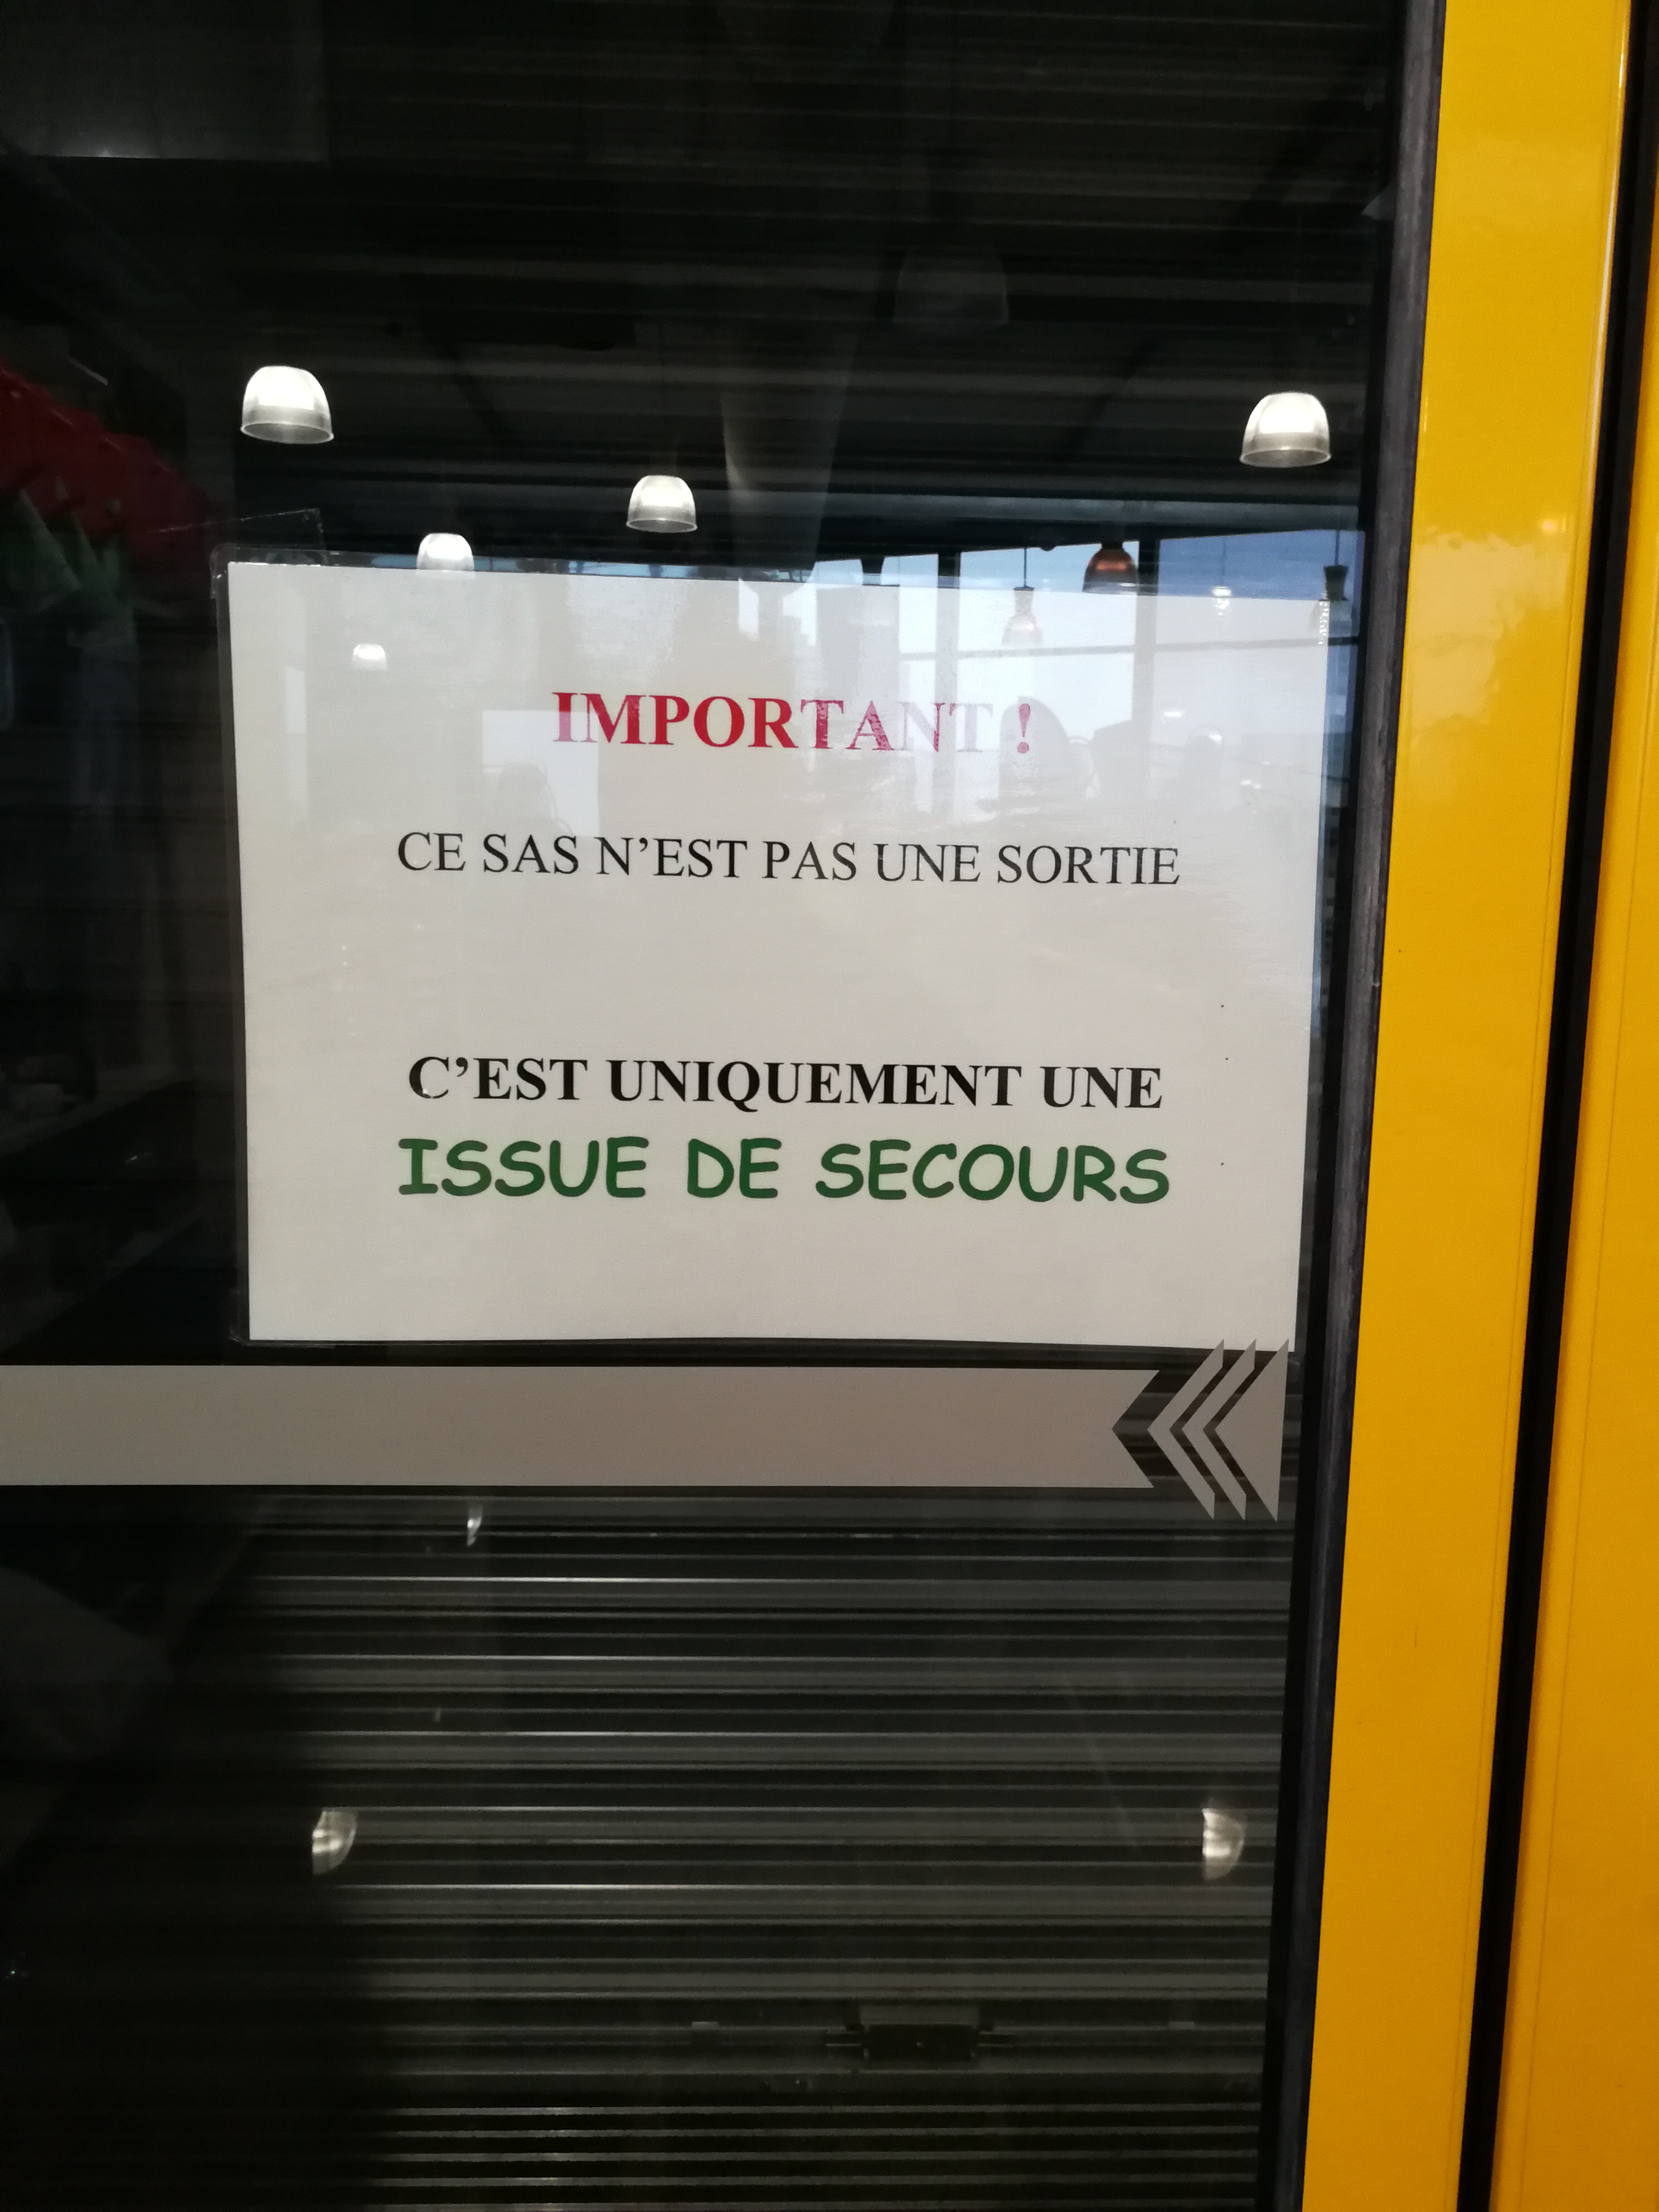 IMPORTANT !
CE SAS N’EST PAS UNE SORTIE
C’EST UNIQUEMENT UNE
ISSUE DE SECOURS